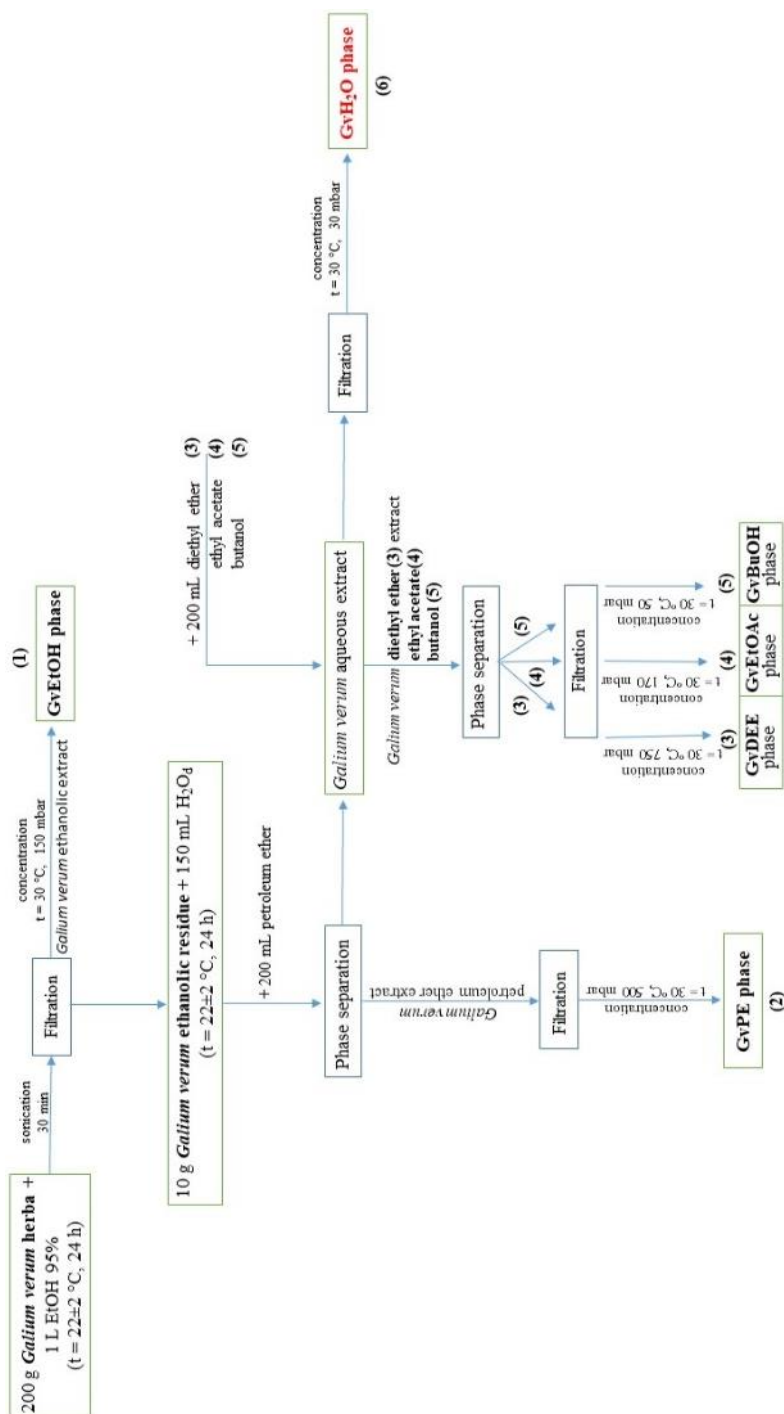 200 g Galium verum herba +
1 L EtOH 95%
(t = 22±2 °C, 24 h)
sonication
30 min
Filtration
concentration
t = 30 °C, 150 mbar
Galium verum ethanolic extract
(1)
GvEtOH phase
10 g Galium verum ethanolic residue + 150 mL H₂Od
(t = 22±2 °C, 24 h)
+200 mL petroleum ether
Phase separation
Galium verum
petroleum ether extract
Filtration
concentration
t = 30 °C, 500 mbar
GvPE phase
(2)
+ 200 mL diethyl ether (3)
ethyl acetate (4)
butanol (5)
Galium verum aqueous extract
Galium verum diethyl ether (3) extract
ethyl acetate(4)
butanol (5)
Phase separation
(3)
(4)
(5)
Filtration
concentration
t = 30 °C, 750 mbar
(3)
GvDEE
phase
concentration
t = 30 °C, 170 mbar
(4)
GvEtOAc
phase
concentration
t = 30 °C, 50 mbar
(5)
GvBuOH
phase
Filtration
concentration
t = 30 °C, 30 mbar
GvH₂O phase
(6)